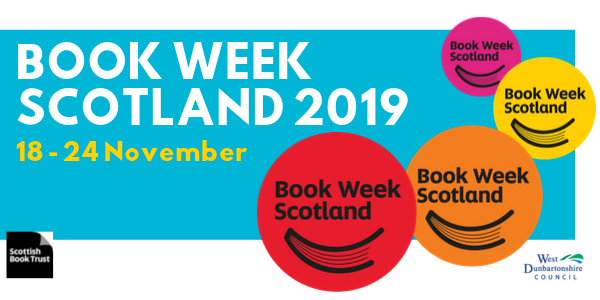 BOOK WEEK
SCOTLAND 2019
18 - 24 November
Book Week
Scotland
Book Week
Scotland
Book Week
Scotland
Book Week
Scotland
Scottish
Book Trust
West
Dunbartonshire
COUNCIL